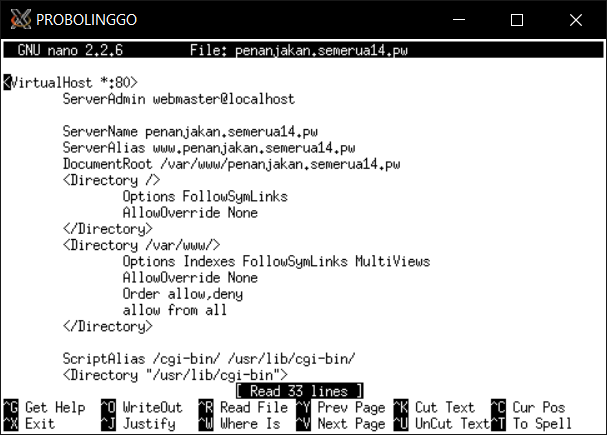 PROBOLINGGO
GNU nano 2.2.6 File: penanjakan.semerua14.pw
<VirtualHost *:80>
ServerAdmin webmaster@localhost
ServerName penanjakan.semerua14.pw
ServerAlias www.penanjakan.semerua14.pw
DocumentRoot /var/www/penanjakan.semerua14.pw
<Directory />
Options FollowSymLinks
AllowOverride None
</Directory>
<Directory /var/www/>
Options Indexes FollowSymLinks MultiViews
AllowOverride None
Order allow,deny
allow from all
</Directory>
ScriptAlias /cgi-bin/ /usr/lib/cgi-bin/
<Directory "/usr/lib/cgi-bin">
[ Read 33 lines ]
^G Get Help ^O WriteOut ^R Read File ^Y Prev Page ^K Cut Text ^C Cur Pos
^X Exit ^J Justify ^W Where Is ^V Next Page ^U UnCut Text ^T To Spell